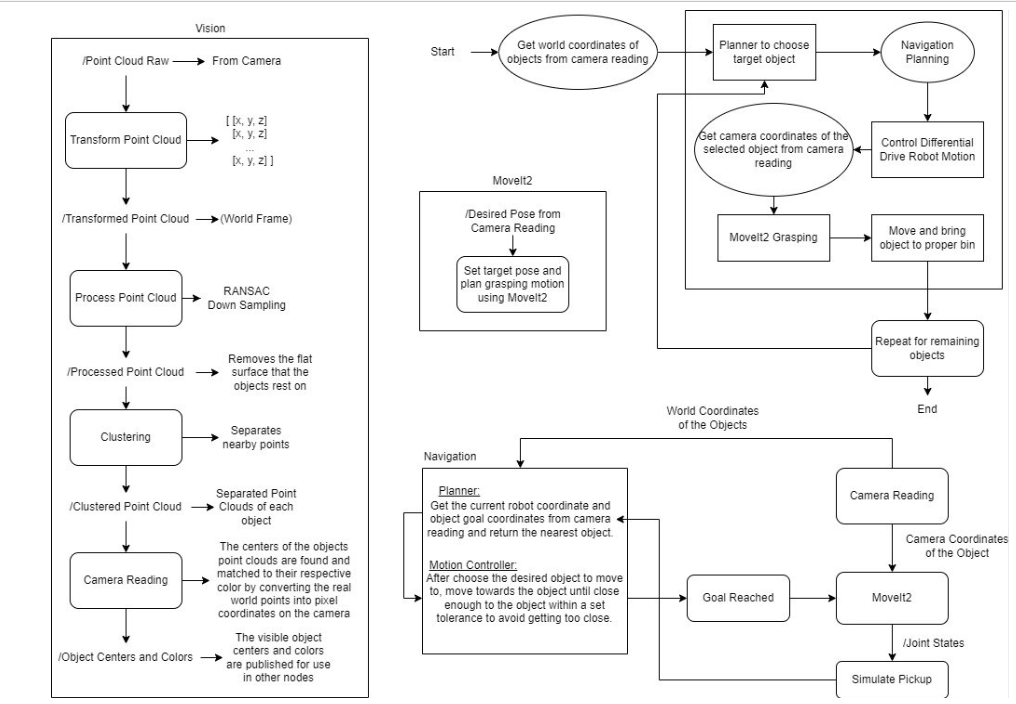 Vision
/Point Cloud Raw
From Camera
Transform Point Cloud
[ [x, y, z]
[x, y, z]
...
[x, y, z] ]
/Transformed Point Cloud
(World Frame)
Process Point Cloud
RANSAC
Down Sampling
/Processed Point Cloud
Removes the flat
surface that the
objects rest on
Clustering
Separates
nearby points
/Clustered Point Cloud
Separated Point
Clouds of each
object
Camera Reading
The centers of the objects
point clouds are found and
matched to their respective
color by converting the real
world points into pixel
coordinates on the camera
/Object Centers and Colors
The visible object
centers and colors
are published for use
in other nodes
Start
Get world coordinates of
objects from camera reading
Planner to choose
target object
Navigation
Planning
Control Differential
Drive Robot Motion
Get camera coordinates of the
selected object from camera
reading
MoveIt2 Grasping
Move and bring
object to proper bin
Repeat for remaining
objects
End
MoveIt2
/Desired Pose from
Camera Reading
Set target pose and
plan grasping motion
using MoveIt2
World Coordinates
of the Objects
Navigation
Planner:
Get the current robot coordinate and
object goal coordinates from camera
reading and return the nearest object.
Motion Controller:
After choose the desired object to move
to, move towards the object until close
enough to the object within a set
tolerance to avoid getting too close.
Goal Reached
Camera Reading
Camera Coordinates
of the Object
MoveIt2
/Joint States
Simulate Pickup